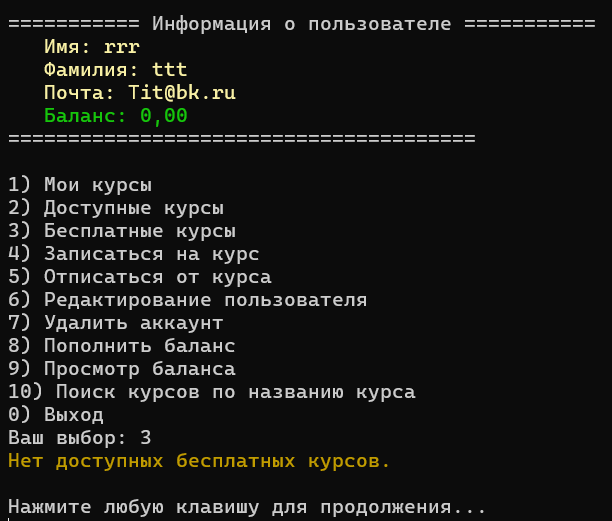 =========== Информация о пользователе ===========
Имя: rrr
Фамилия: ttt
Почта: Tit@bk.ru
Баланс: 0,00
=======================================
1) Мои курсы
2) Доступные курсы
3) Бесплатные курсы
4) Записаться на курс
5) Отписаться от курса
6) Редактирование пользователя
7) Удалить аккаунт
8) Пополнить баланс
9) Просмотр баланса
10) Поиск курсов по названию курса
0) Выход
Ваш выбор: 3
Нет доступных бесплатных курсов.
Нажмите любую клавишу для продолжения...